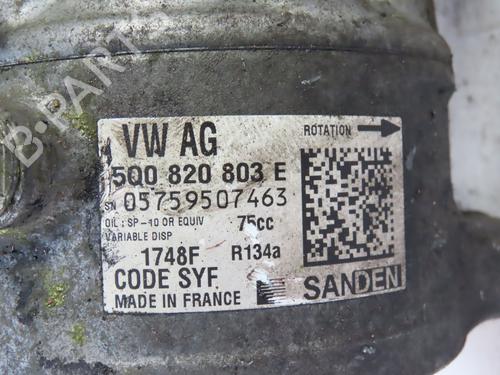 B-PARTS
VW AG
ROTATION
5Q0 820 803 E
SN 05759507463
OIL : SP-10 OR EQUIV 75cc
VARIABLE DISP
1748F R134a
CODE SYF
MADE IN FRANCE
SANDEN